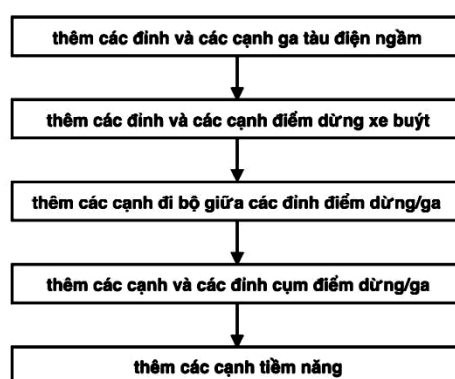 thêm các đỉnh và các cạnh ga tàu điện ngầm
thêm các đỉnh và các cạnh điểm dừng xe buýt
thêm các cạnh đi bộ giữa các đỉnh điểm dừng/ga
thêm các cạnh và các đỉnh cụm điểm dừng/ga
thêm các cạnh tiềm năng